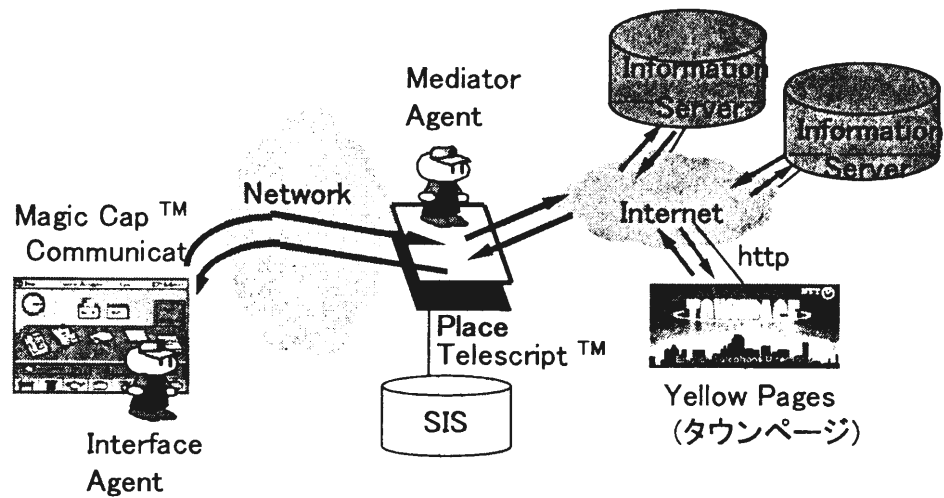 Mediator
Agent
Information
Server
Information
Server
Network
Magic Cap ™
Communicat
Internet
http
NTT
Place
Telescript ™
SIS
Yellow Pages
(タウンページ)
Interface
Agent